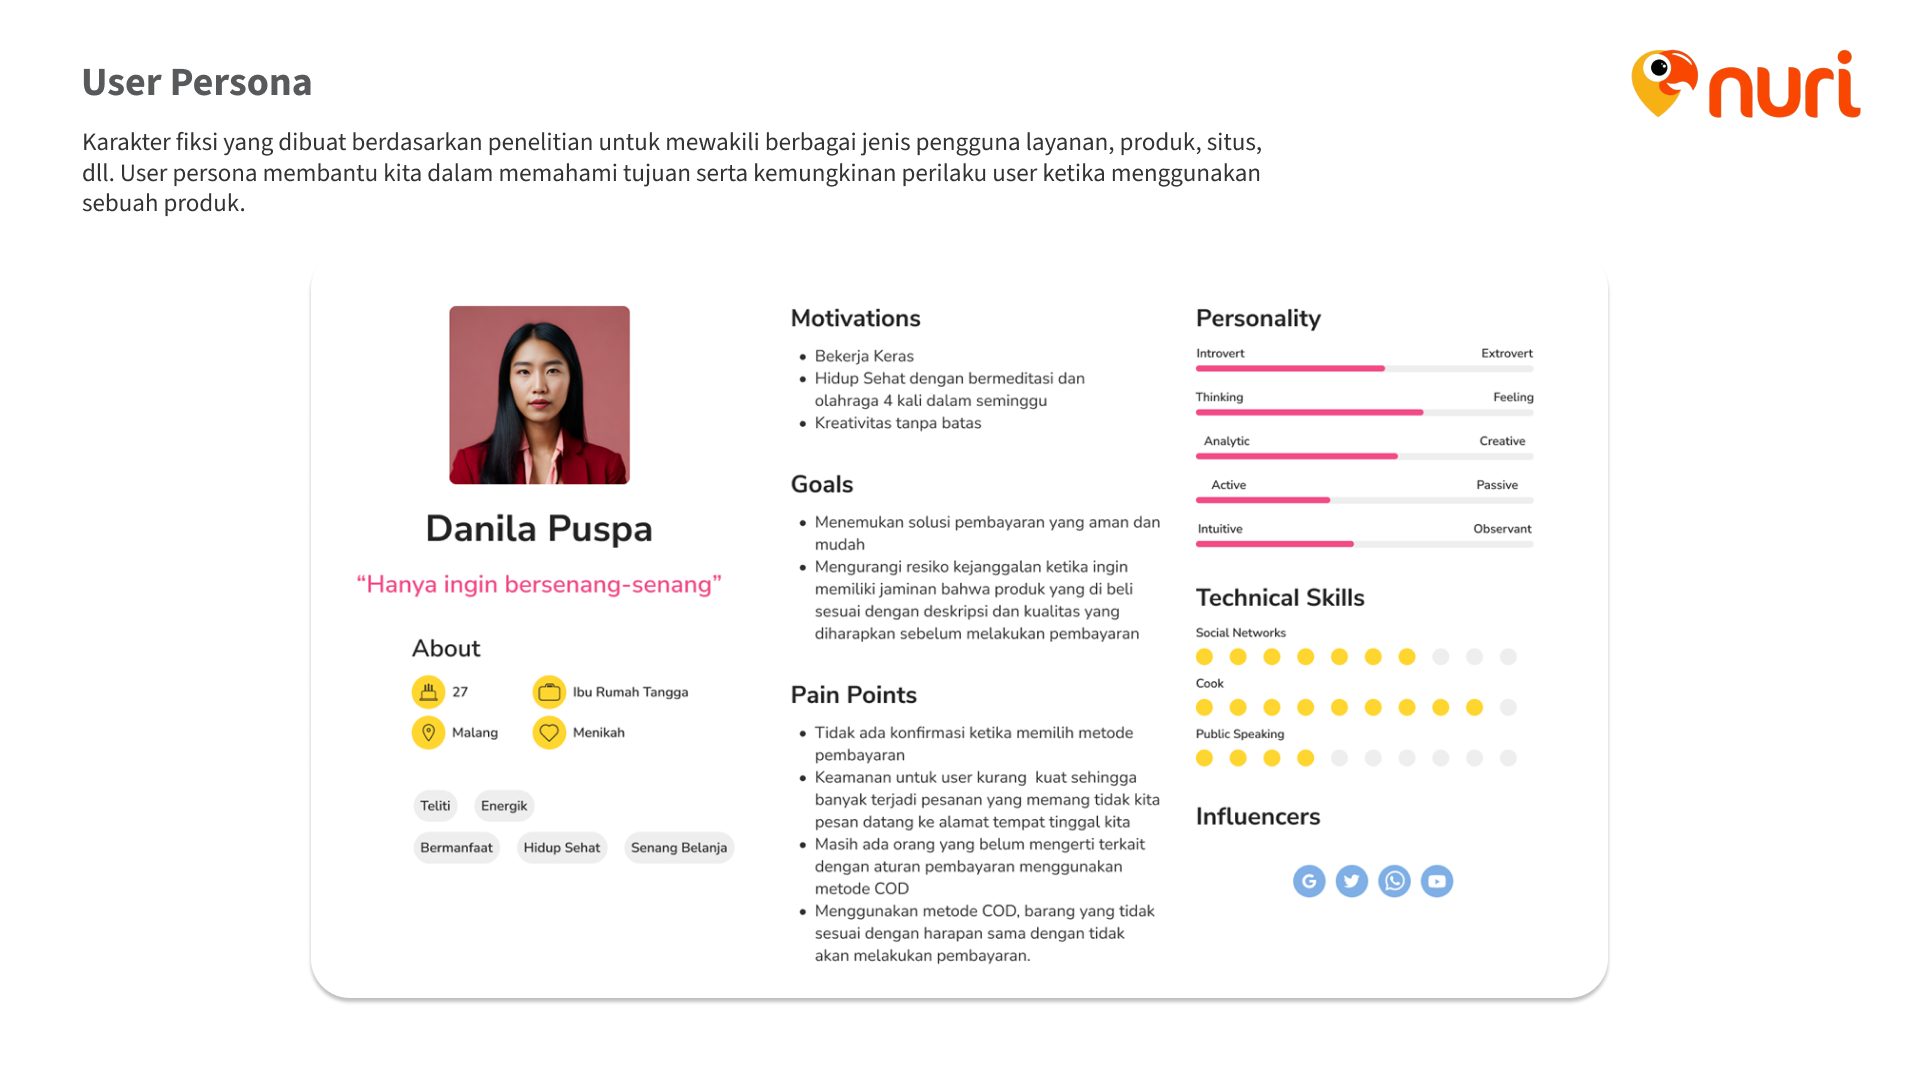 User Persona
nuri
Karakter fiksi yang dibuat berdasarkan penelitian untuk mewakili berbagai jenis pengguna layanan, produk, situs,
dll. User persona membantu kita dalam memahami tujuan serta kemungkinan perilaku user ketika menggunakan
sebuah produk.
Danila Puspa
“Hanya ingin bersenang-senang”
About
27
Ibu Rumah Tangga
Malang
Menikah
Teliti
Energik
Bermanfaat
Hidup Sehat
Senang Belanja
Motivations
• Bekerja Keras
• Hidup Sehat dengan bermeditasi dan
olahraga 4 kali dalam seminggu
• Kreativitas tanpa batas
Goals
• Menemukan solusi pembayaran yang aman dan
mudah
• Mengurangi resiko kejanggalan ketika ingin
memiliki jaminan bahwa produk yang di beli
sesuai dengan deskripsi dan kualitas yang
diharapkan sebelum melakukan pembayaran
Pain Points
• Tidak ada konfirmasi ketika memilih metode
pembayaran
• Keamanan untuk user kurang  kuat sehingga
banyak terjadi pesanan yang memang tidak kita
pesan datang ke alamat tempat tinggal kita
• Masih ada orang yang belum mengerti terkait
dengan aturan pembayaran menggunakan
metode COD
• Menggunakan metode COD, barang yang tidak
sesuai dengan harapan sama dengan tidak
akan melakukan pembayaran.
Personality
Introvert Extrovert
Thinking Feeling
Analytic Creative
Active Passive
Intuitive Observant
Technical Skills
Social Networks
Cook
Public Speaking
Influencers
G